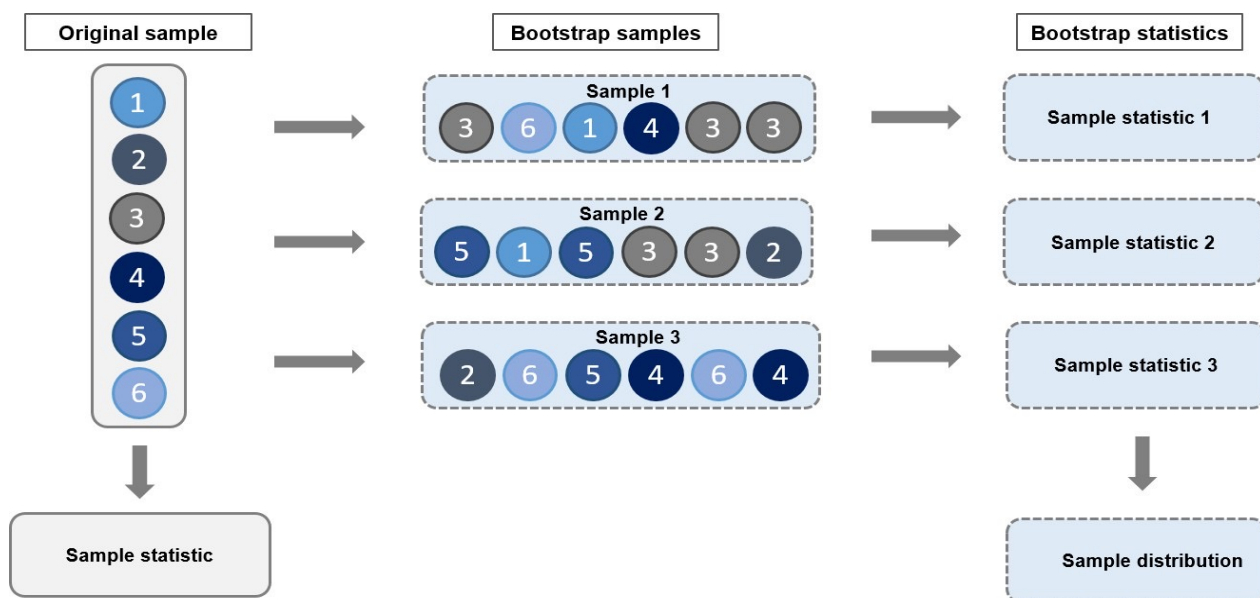 Original sample
Bootstrap samples
Bootstrap statistics
1
2
3
4
5
6
Sample statistic
Sample 1
3 6 1 4 3 3
Sample 2
5 1 5 3 3 2
Sample 3
2 6 5 4 6 4
Sample statistic 1
Sample statistic 2
Sample statistic 3
Sample distribution